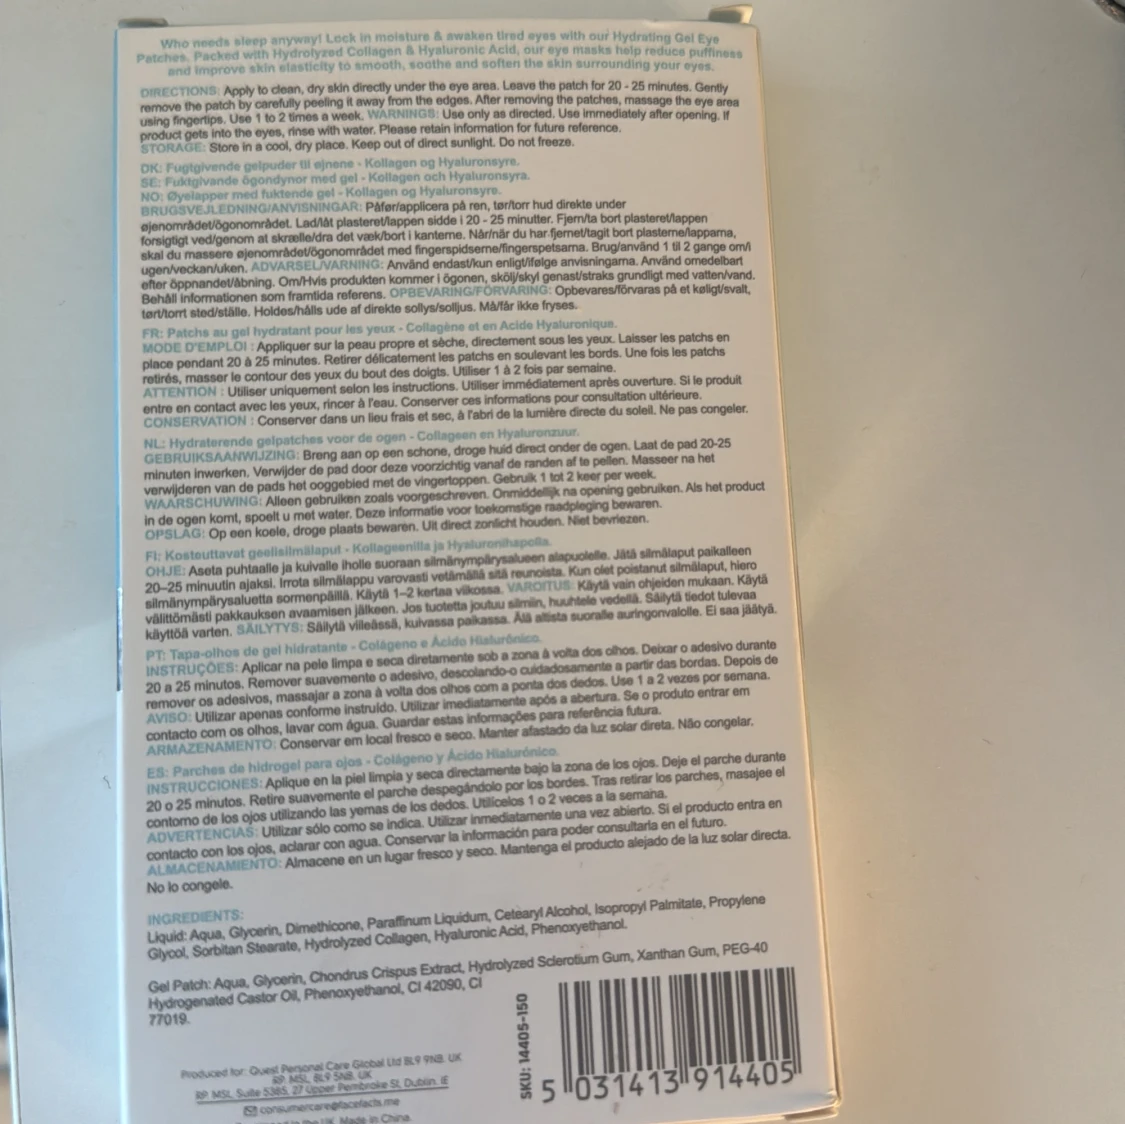 Who needs sleep anyway! Lock in moisture & awaken tired eyes with our Hydrating Gel Eye
Patches. Packed with Hydrolyzed Collagen & Hyaluronic Acid, our eye masks help reduce puffiness
and improve skin elasticity to smooth, soothe and soften the skin surrounding your eyes.
DIRECTIONS: Apply to clean, dry skin directly under the eye area. Leave the patch for 20 - 25 minutes. Gently
remove the patch by carefully peeling it away from the edges. After removing the patches, massage the eye area
using fingertips. Use 1 to 2 times a week. WARNINGS: Use only as directed. Use immediately after opening. If
product gets into the eyes, rinse with water. Please retain information for future reference.
STORAGE: Store in a cool, dry place. Keep out of direct sunlight. Do not freeze.
DK: Fugtgivende gelpuder til øjnene - Kollagen og Hyaluronsyre.
SE: Fuktgivande ögondynor med gel - Kollagen och Hyaluronsyra.
NO: Øyelapper med fuktende gel - Kollagen og Hyaluronsyre.
BRUGSVEJLEDNING/ANVISNINGAR: Påfør/applicera på ren, tør/torr hud direkte under
øjenområdet/ögonområdet. Lad/låt plasteret/lappen sidde i 20 - 25 minutter. Fjern/ta bort plasteret/lappen
forsigtigt ved/genom at skrælle/dra det væk/bort i kanterne. Når/när du har fjernet/tagit bort plasterne/lapparna,
skal du massere øjenområdet/ögonområdet med fingerspidserne/fingerspetsarna. Brug/använd 1 til 2 gange om/i
ugen/veckan/uken. ADVARSEL/VARNING: Använd endast/kun enligt/ifølge anvisningarna. Använd omedelbart
efter öppnandet/åbning. Om/Hvis produkten kommer i ögonen, skölj/skyl genast/straks grundligt med vatten/vand.
Behåll informationen som framtida referens. OPBEVARING/FÖRVARING: Opbevares/förvaras på et køligt/svalt,
tørt/torrt sted/ställe. Holdes/hålls ude af direkte sollys/solljus. Må/får ikke fryses.
FR: Patchs au gel hydratant pour les yeux - Collagène et en Acide Hyaluronique.
MODE D'EMPLOI : Appliquer sur la peau propre et sèche, directement sous les yeux. Laisser les patchs en
place pendant 20 à 25 minutes. Retirer délicatement les patchs en soulevant les bords. Une fois les patchs
retirés, masser le contour des yeux du bout des doigts. Utiliser 1 à 2 fois par semaine.
ATTENTION : Utiliser uniquement selon les instructions. Utiliser immédiatement après ouverture. Si le produit
entre en contact avec les yeux, rincer à l'eau. Conserver ces informations pour consultation ultérieure.
CONSERVATION : Conserver dans un lieu frais et sec, à l'abri de la lumière directe du soleil. Ne pas congeler.
NL: Hydraterende gelpatches voor de ogen - Collageen en Hyaluronzuur.
GEBRUIKSAANWIJZING: Breng aan op een schone, droge huid direct onder de ogen. Laat de pad 20-25
minuten inwerken. Verwijder de pad door deze voorzichtig vanaf de randen af te pellen. Masseer na het
verwijderen van de pads het ooggebied met de vingertoppen. Gebruik 1 tot 2 keer per week.
WAARSCHUWING: Alleen gebruiken zoals voorgeschreven. Onmiddellijk na opening gebruiken. Als het product
in de ogen komt, spoelt u met water. Deze informatie voor toekomstige raadpleging bewaren.
OPSLAG: Op een koele, droge plaats bewaren. Uit direct zonlicht houden. Niet bevriezen.
FI: Kosteuttavat geelisilmälaput - Kollageenilla ja Hyaluronihapolla.
OHJE: Aseta puhtaalle ja kuivalle iholle suoraan silmänympärysalueen alapuolelle. Jätä silmälaput paikalleen
20–25 minuutin ajaksi. Irrota silmälappu varovasti vetämällä sitä reunoista. Kun olet poistanut silmälaput, hiero
silmänympärysaluetta sormenpäillä. Käytä 1–2 kertaa viikossa. VAROITUS: Käytä vain ohjeiden mukaan. Käytä
välittömästi pakkauksen avaamisen jälkeen. Jos tuotetta joutuu silmiin, huuhtele vedellä. Säilytä tiedot tulevaa
käyttöä varten. SÄILYTYS: Säilytä viileässä, kuivassa paikassa. Älä altista suoralle auringonvalolle. Ei saa jäätyä.
PT: Tapa-olhos de gel hidratante - Colágeno e Ácido Hialurônico.
INSTRUÇÕES: Aplicar na pele limpa e seca diretamente sob a zona à volta dos olhos. Deixar o adesivo durante
20 a 25 minutos. Remover suavemente o adesivo, descolando-o cuidadosamente a partir das bordas. Depois de
remover os adesivos, massajar a zona à volta dos olhos com a ponta dos dedos. Use 1 a 2 vezes por semana.
AVISO: Utilizar apenas conforme instruído. Utilizar imediatamente após a abertura. Se o produto entrar em
contacto com os olhos, lavar com água. Guardar estas informações para referência futura.
ARMAZENAMENTO: Conservar em local fresco e seco. Manter afastado da luz solar direta. Não congelar.
ES: Parches de hidrogel para ojos - Colágeno y Ácido Hialurónico.
INSTRUCCIONES: Aplique en la piel limpia y seca directamente bajo la zona de los ojos. Deje el parche durante
20 o 25 minutos. Retire suavemente el parche despegándolo por los bordes. Tras retirar los parches, masajee el
contorno de los ojos utilizando las yemas de los dedos. Utilícelos 1 o 2 veces a la semana.
ADVERTENCIAS: Utilizar sólo como se indica. Utilizar inmediatamente una vez abierto. Si el producto entra en
contacto con los ojos, aclarar con agua. Conservar la información para poder consultarla en el futuro.
ALMACENAMIENTO: Almacene en un lugar fresco y seco. Mantenga el producto alejado de la luz solar directa.
No lo congele.
INGREDIENTS:
Liquid: Aqua, Glycerin, Dimethicone, Paraffinum Liquidum, Cetearyl Alcohol, Isopropyl Palmitate, Propylene
Glycol, Sorbitan Stearate, Hydrolyzed Collagen, Hyaluronic Acid, Phenoxyethanol.
Gel Patch: Aqua, Glycerin, Chondrus Crispus Extract, Hydrolyzed Sclerotium Gum, Xanthan Gum, PEG-40
Hydrogenated Castor Oil, Phenoxyethanol, CI 42090, CI
77019.
Produced for: Quest Personal Care Global Ltd BL9 9NB, UK
RP: MSL, BL9 5NB, UK
RP: MSL, Suite 5385, 27 Upper Pembroke St, Dublin, IE
consumercare@facefacts.me
in the UK. Made in China.
SKU: 14405-150
5 031413 914405